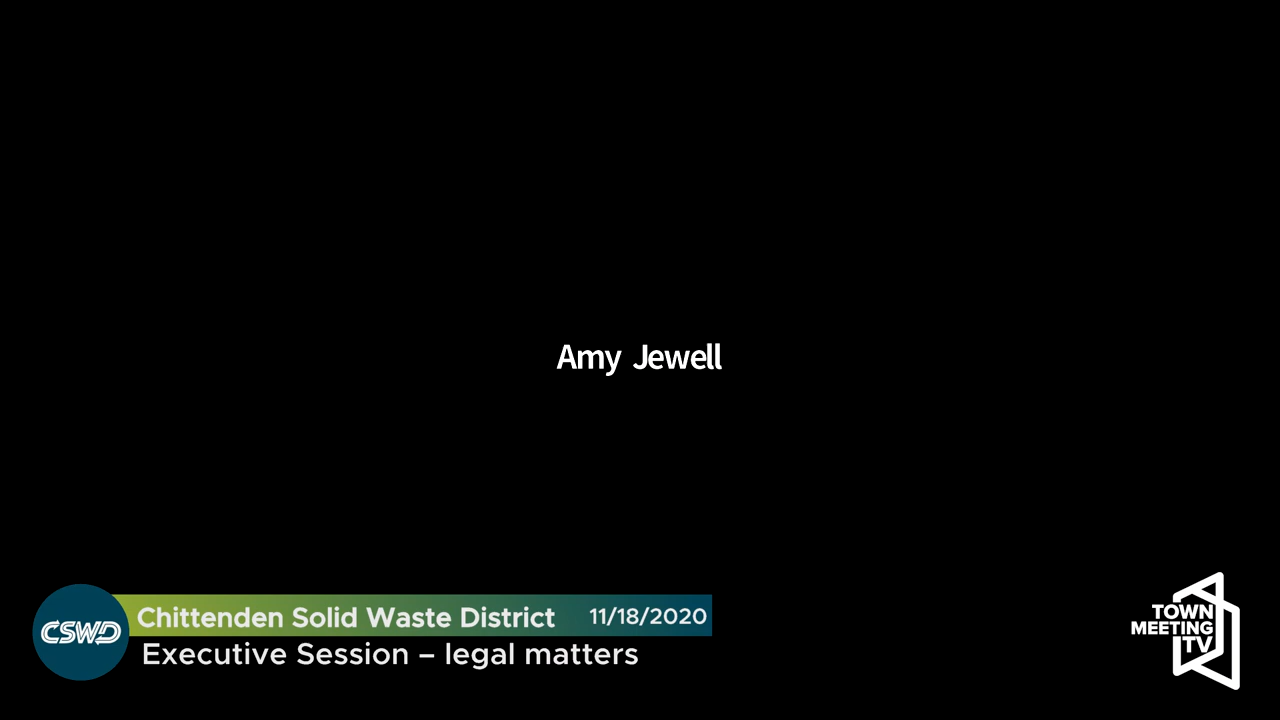 Amy Jewell
CSWD
Chittenden Solid Waste District 11/18/2020
Executive Session – legal matters
TOWN
MEETING
TV